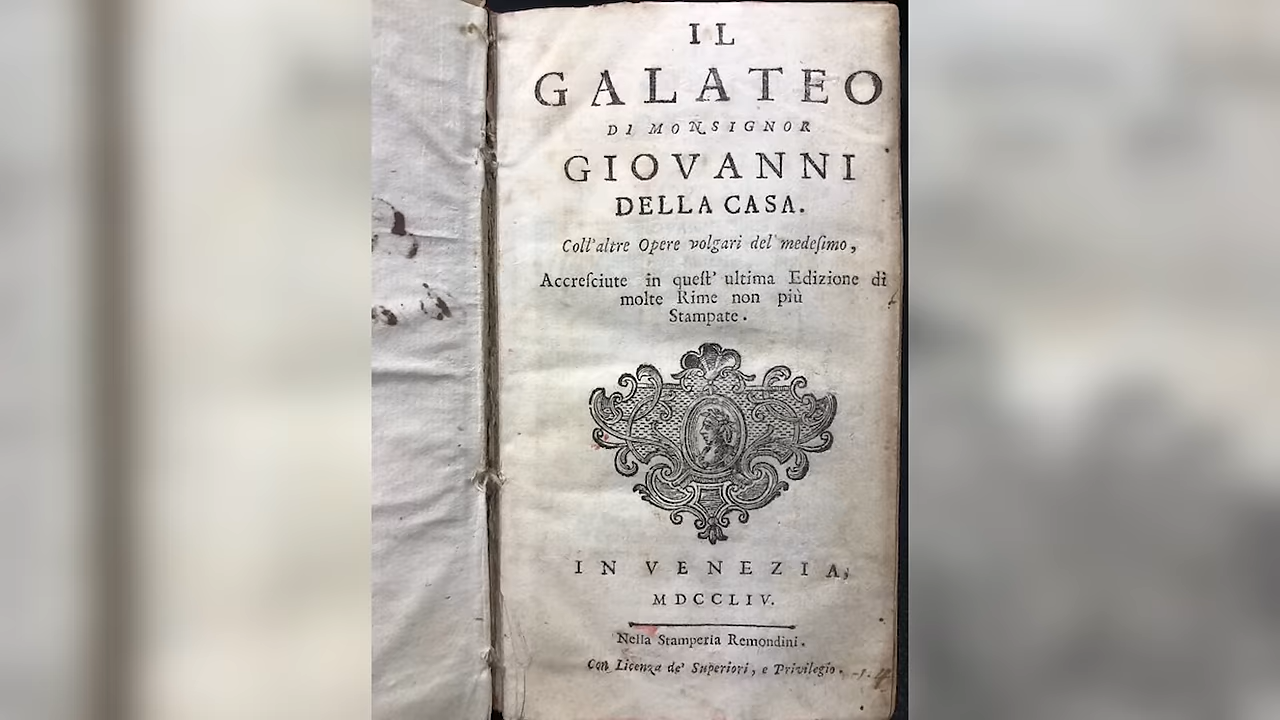 IL
GALATEO
DI MONSIGNOR
GIOVANNI
DELLA CASA.
Coll'altre Opere volgari del medeſimo,
Accreſciute in queſt' ultima Edizione di
molte Rime non più
Stampate.
IN VENEZIA,
MDCCLIV.
Nella Stamperia Remondini.
Con Licenza de' Superiori, e Privilegio.